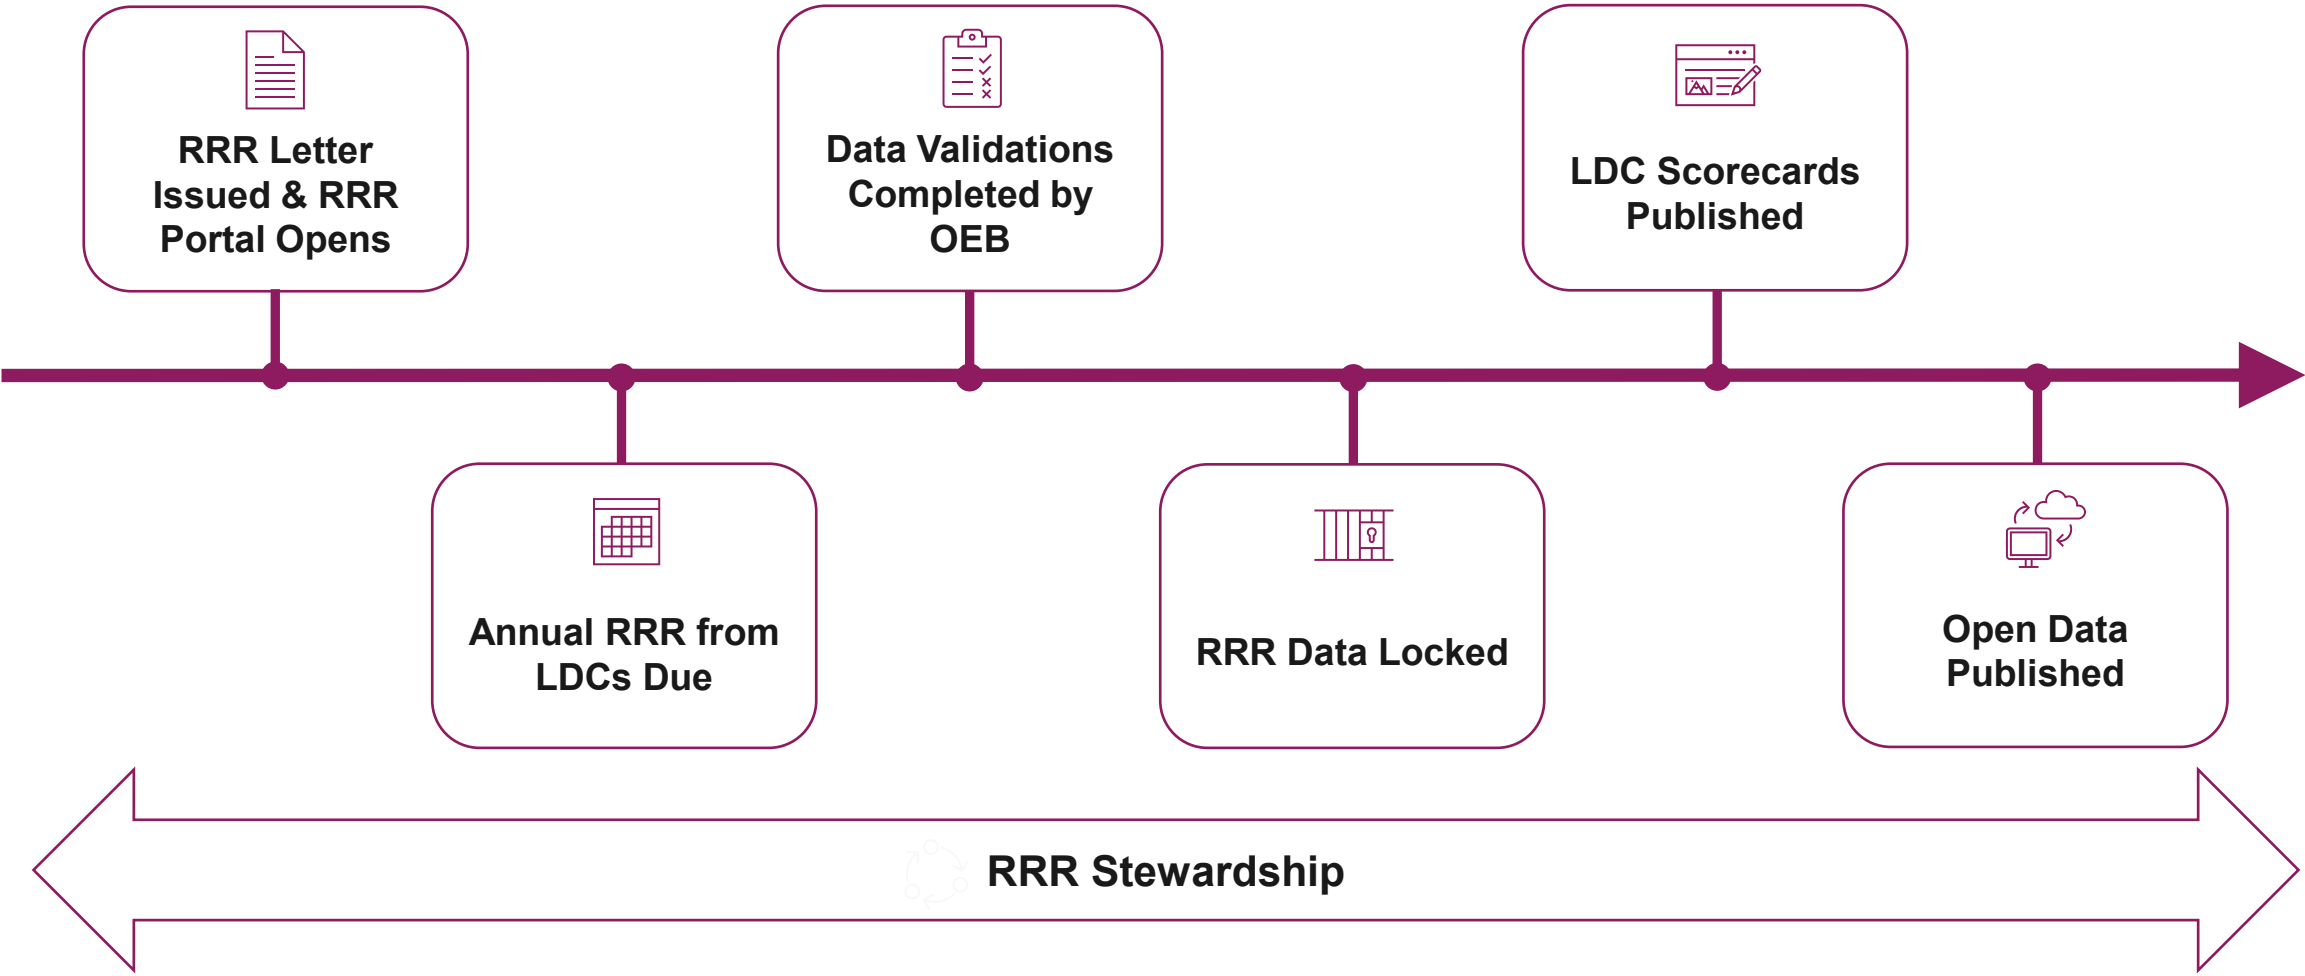 RRR Letter
Issued & RRR
Portal Opens
Annual RRR from
LDCs Due
Data Validations
Completed by
OEB
RRR Data Locked
LDC Scorecards
Published
Open Data
Published
RRR Stewardship